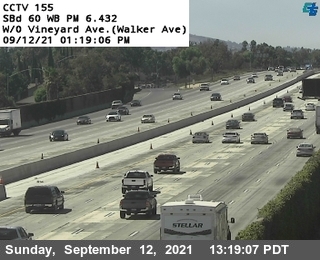 CCTV 155
SBd 60 WB PM 6.432
W/O Vineyard Ave.(Walker Ave)
09/12/21 01:19:06 PM
STELLAR
Sunday, September 12, 2021 13:19:07 PDT